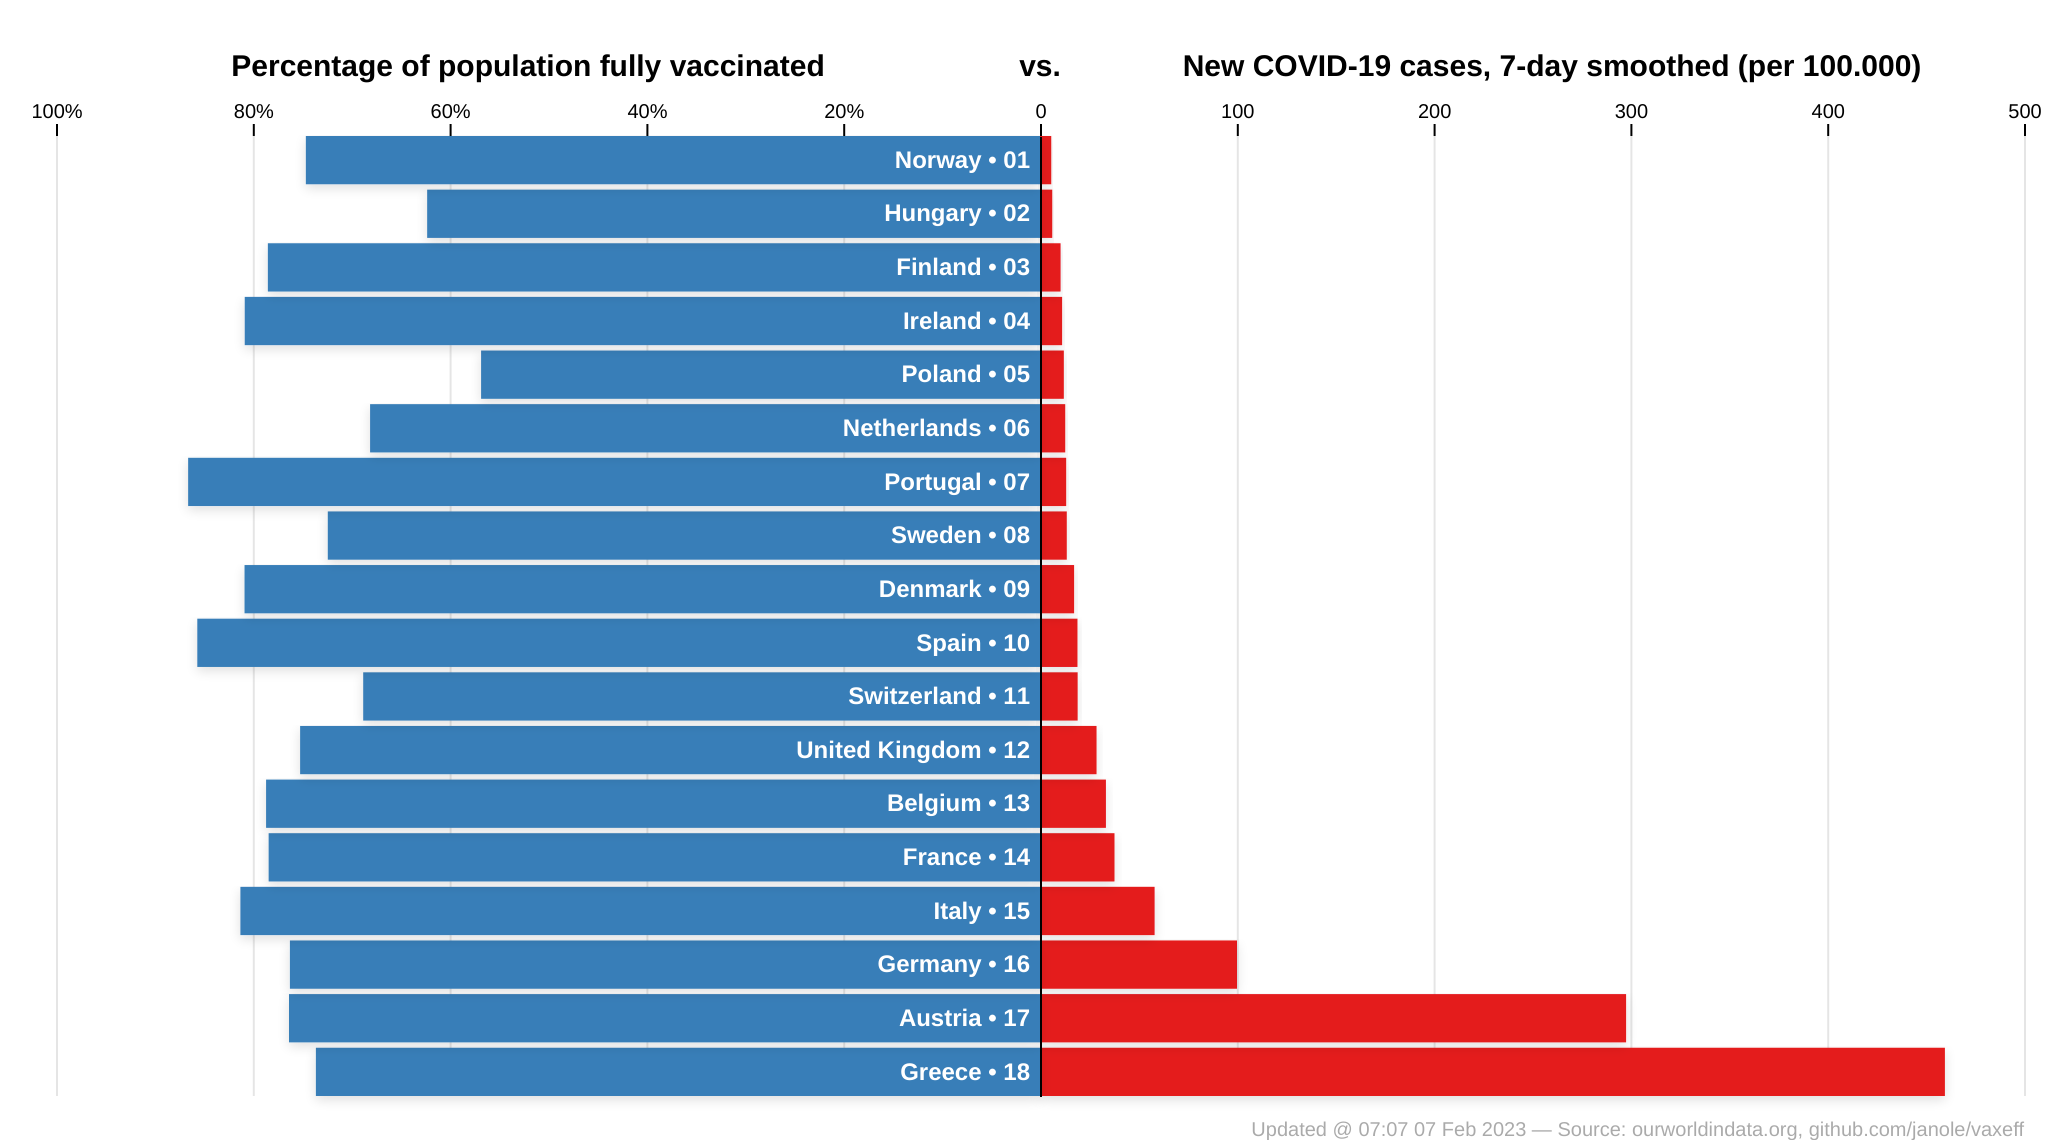 Percentage of population fully vaccinated vs. New COVID-19 cases, 7-day smoothed (per 100.000)
100% 80% 60% 40% 20% 0 100 200 300 400 500
Norway • 01
Hungary • 02
Finland • 03
Ireland • 04
Poland • 05
Netherlands • 06
Portugal • 07
Sweden • 08
Denmark • 09
Spain • 10
Switzerland • 11
United Kingdom • 12
Belgium • 13
France • 14
Italy • 15
Germany • 16
Austria • 17
Greece • 18
Updated @ 07:07 07 Feb 2023 — Source: ourworldindata.org, github.com/janole/vaxeff